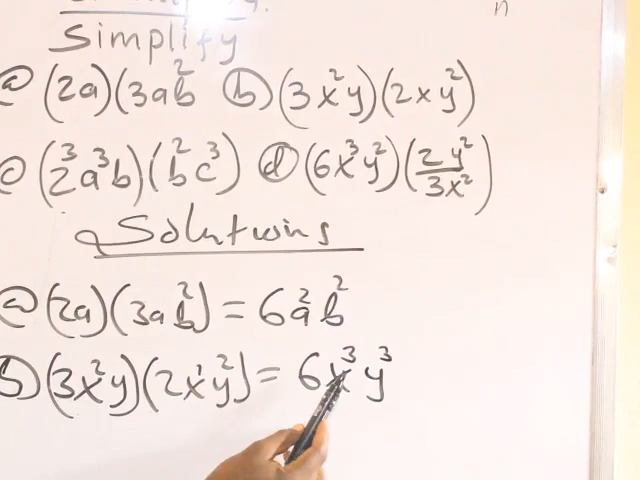 n
Simplify
ⓐ (2a)(3ab² ⓑ (3x²y)(2xy²)
ⓒ (2³a³b)(b²c³) ⓓ (6x³y²)(2y²/3x²)
Solutions
ⓐ (2a)(3ab²) = 6a²b²
ⓑ (3x²y)(2x¹y²) = 6x³y³